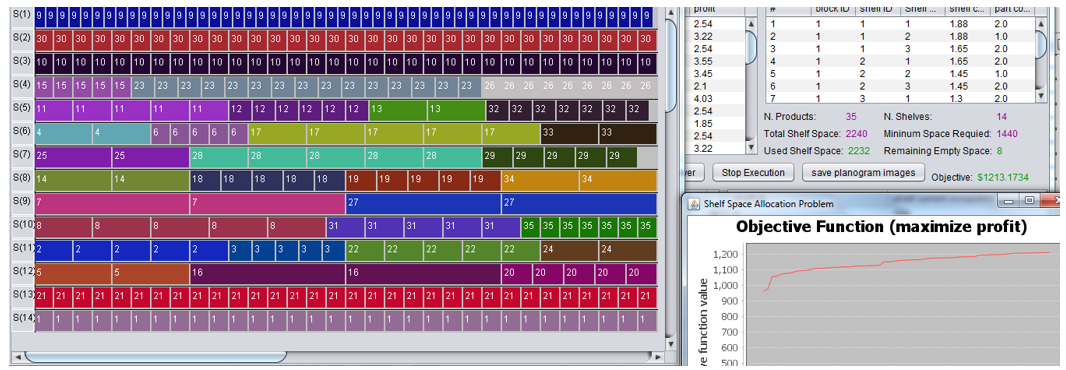 S(1) 9 9 9 9 9 9 9 9 9 9 9 9 9 9 9 9 9 9 9 9 9 9 9 9 9 9 9 9 9 9 9 9 9 9 9 9 9 9 9 9 9 9 9 9 9 9 9 9 9 9 9 9 9
S(2) 30 30 30 30 30 30 30 30 30 30 30 30 30 30 30 30 30 30 30 30 30 30 30 30 30 30 30 30 30 30 30 30
S(3) 10 10 10 10 10 10 10 10 10 10 10 10 10 10 10 10 10 10 10 10 10 10 10 10 10 10 10 10 10 10 10 10
S(4) 15 15 15 15 15 23 23 23 23 23 23 23 23 23 23 23 23 23 23 23 23 23 23 26 26 26 26 26 26 26 26 26
S(5) 11 11 11 11 11 12 12 12 12 12 12 13 13 32 32 32 32 32 32 32
S(6) 4 4 6 6 6 6 6 17 17 17 17 17 33 33
S(7) 25 25 28 28 28 28 28 29 29 29 29 29
S(8) 14 14 18 18 18 18 18 19 19 19 19 19 34 34
S(9) 7 7 27 27
S(10) 8 8 8 8 8 31 31 31 31 31 35 35 35 35 35 35 35
S(11) 2 2 2 2 2 3 3 3 3 3 22 22 22 22 22 24 24
S(12) 5 5 16 16 20 20 20 20 20
S(13) 21 21 21 21 21 21 21 21 21 21 21 21 21 21 21 21 21 21 21 21 21 21 21 21 21 21 21 21 21 21 21 21
S(14) 1 1 1 1 1 1 1 1 1 1 1 1 1 1 1 1 1 1 1 1 1 1 1 1 1 1 1 1 1 1 1 1
profit
2.54
3.22
2.54
3.55
3.45
2.1
4.03
2.54
1.85
2.54
3.22
# block ID shelf ID Shelf ... shelf c... part co...
1 1 1 1 1.88 2.0
2 1 1 2 1.88 1.0
3 1 1 3 1.65 2.0
4 1 2 1 1.65 2.0
5 1 2 2 1.45 1.0
6 1 2 3 1.45 2.0
7 1 3 1 1.3 2.0
N. Products: 35 N. Shelves: 14
Total Shelf Space: 2240 Mininum Space Requied: 1440
Used Shelf Space: 2232 Remaining Empty Space: 8
ver Stop Execution save planogram images Objective: $1213.1734
Shelf Space Allocation Problem
Objective Function (maximize profit)
1,200
1,100
1,000
900
800
700
600
500
ve function value